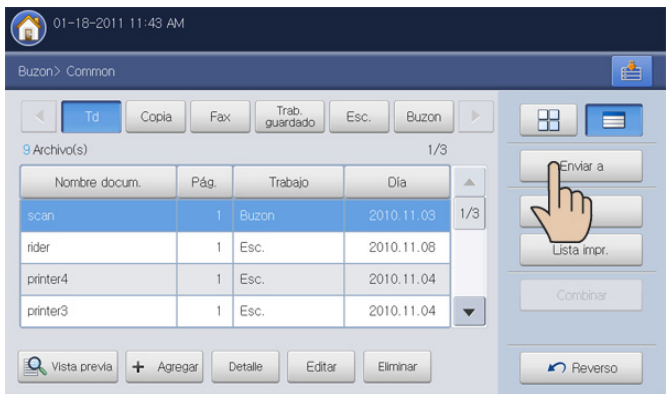 01-18-2011 11:43 AM
Buzon> Common
Td Copia Fax Trab. guardado Esc. Buzon
9 Archivo(s) 1/3
Nombre docum. Pág. Trabajo Día
scan 1 Buzon 2010.11.03 1/3
rider 1 Esc. 2010.11.08
printer4 1 Esc. 2010.11.04
printer3 1 Esc. 2010.11.04
Vista previa + Agregar Detalle Editar Eliminar
Enviar a
Lista impr.
Combinar
Reverso